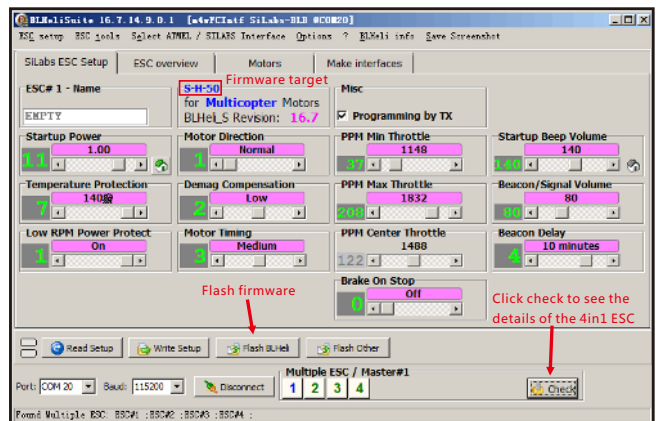 BLHeliSuite 16.7.14.9.0.1 [m4wFCIntf SiLabs-BLB @COM20]
ESC setup ESC tools Select ATMEL / SILABS Interface Options ? BLHeli info Save Screenshot
SiLabs ESC Setup ESC overview Motors Make interfaces
ESC# 1 - Name
EMPTY
S-H-50
Firmware target
for Multicopter Motors
BLHeli_S Revision: 16.7
Misc
Programming by TX
Startup Power
1.00
11
Motor Direction
Normal
1
PPM Min Throttle
1148
37
Startup Beep Volume
140
140
Temperature Protection
7
Demag Compensation
Low
2
PPM Max Throttle
1832
208
Beacon/Signal Volume
80
80
Low RPM Power Protect
On
1
Motor Timing
Medium
3
PPM Center Throttle
1488
122
Beacon Delay
10 minutes
4
Brake On Stop
Off
0
Flash firmware
Click check to see the
details of the 4in1 ESC
Read Setup Write Setup Flash BLHeli Flash Other
Port: COM 20 Baud: 115200 Disconnect
Multiple ESC / Master#1
1 2 3 4
Check
Found Multiple ESC: ESC#1 :ESC#2 :ESC#3 :ESC#4 :